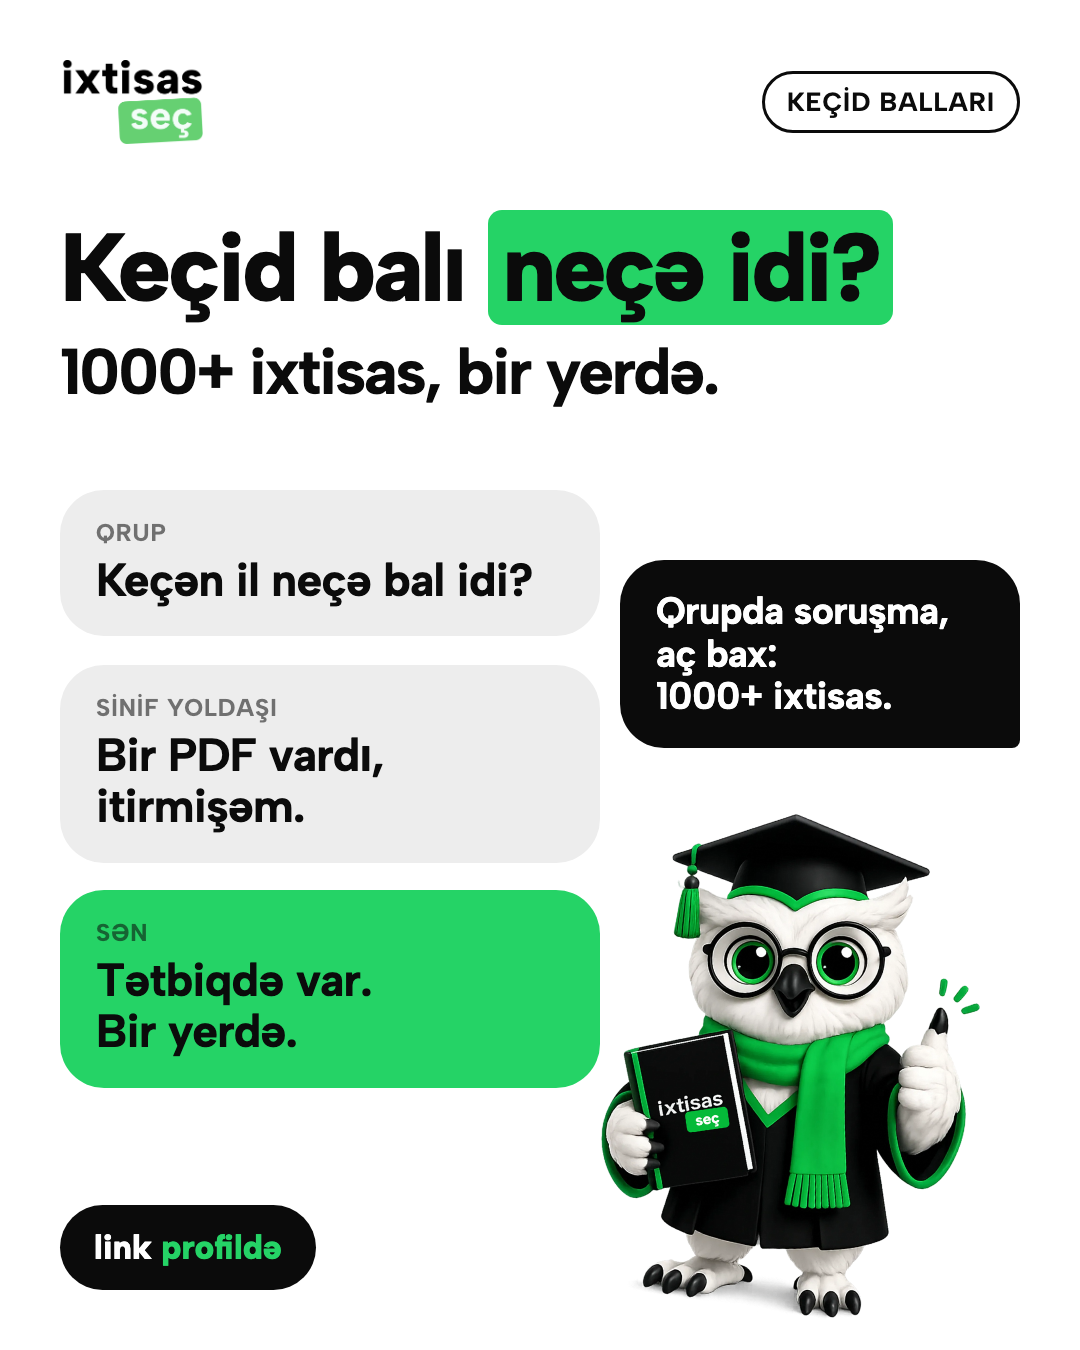 ixtisas
seç
KEÇİD BALLARI
Keçid balı neçə idi?
1000+ ixtisas, bir yerdə.
QRUP
Keçən il neçə bal idi?
Qrupda soruşma,
aç bax:
1000+ ixtisas.
SİNİF YOLDAŞI
Bir PDF vardı,
itirmişəm.
SƏN
Tətbiqdə var.
Bir yerdə.
ixtisas
seç
link profildə